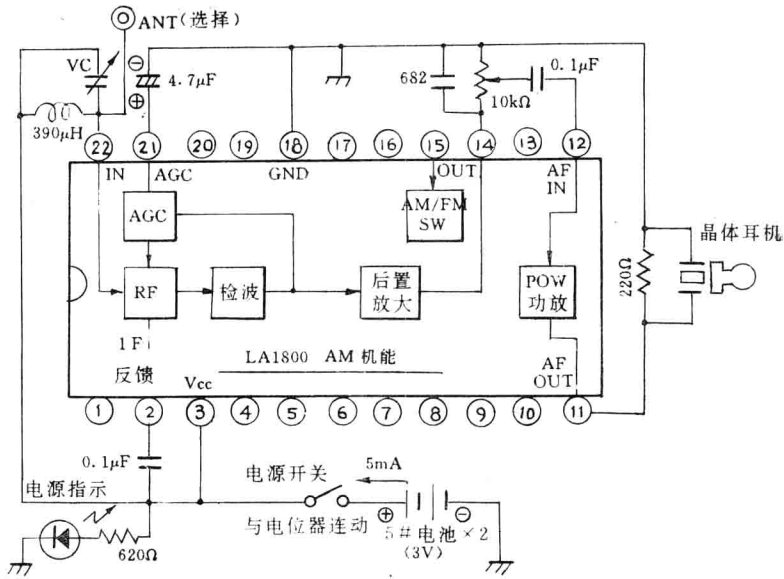 ANT(选择)
VC
⊖
4.7μF
⊕
390μH
682
10kΩ
0.1μF
22 21 20 19 18 17 16 15 14 13 12
IN
AGC
GND
OUT
AF
IN
AGC
AM/FM
SW
RF
检波
后置
放大
POW
功放
1F
反馈
LA1800 AM 机能
Vcc
AF
OUT
220Ω
晶体耳机
1 2 3 4 5 6 7 8 9 10 11
0.1μF
电源指示
620Ω
电源开关
与电位器连动
5mA
⊕ ⊖
5#电池×2
(3V)